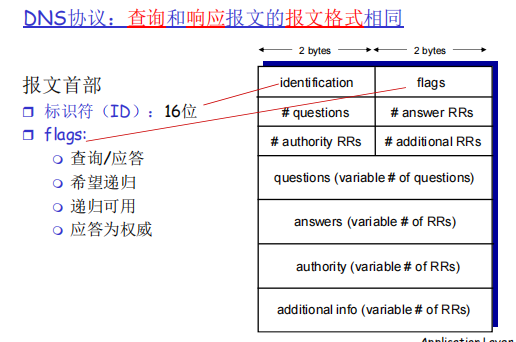 DNS协议：查询和响应报文的报文格式相同
报文首部
标识符（ID）：16位
flags:
查询/应答
希望递归
递归可用
应答为权威
2 bytes 2 bytes
identification flags
# questions # answer RRs
# authority RRs # additional RRs
questions (variable # of questions)
answers (variable # of RRs)
authority (variable # of RRs)
additional info (variable # of RRs)